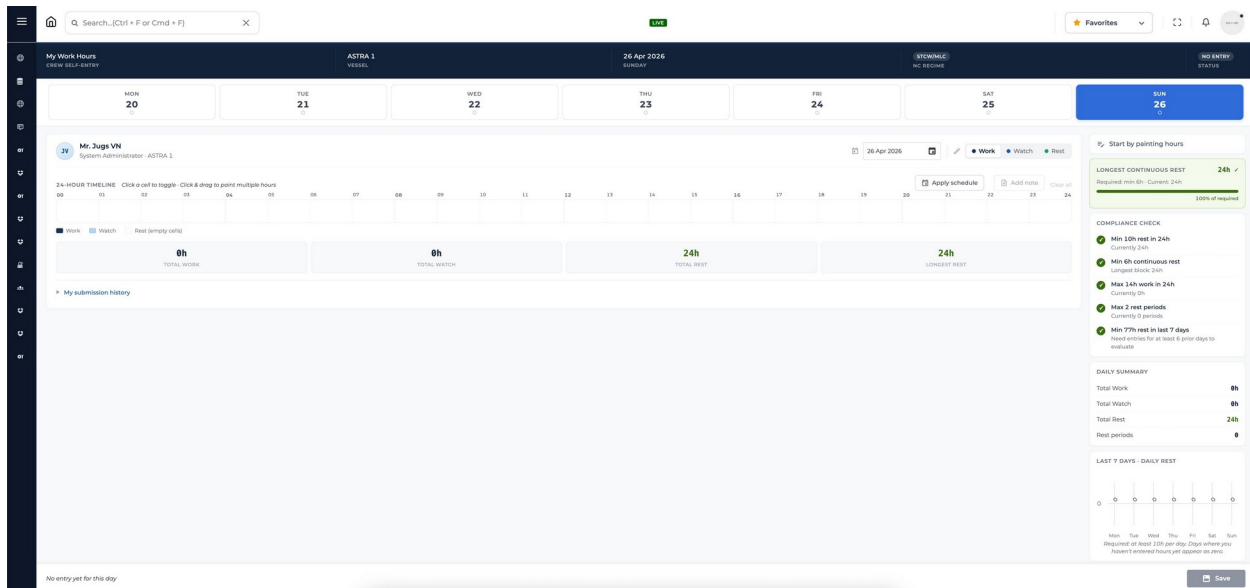 Search...(Ctrl + F or Cmd + F)
LIVE
Favorites
My Work Hours
CREW SELF-ENTRY
ASTRA 1
VESSEL
26 Apr 2026
SUNDAY
STCW/MLC
NC REGIME
NO ENTRY
STATUS
MON
20
TUE
21
WED
22
THU
23
FRI
24
SAT
25
SUN
26
JV
Mr. Jugs VN
System Administrator · ASTRA 1
26 Apr 2026
Work Watch Rest
24-HOUR TIMELINE Click a cell to toggle · Click & drag to paint multiple hours
Apply schedule
Add note
Clear all
00 01 02 03 04 05 06 07 08 09 10 11 12 13 14 15 16 17 18 19 20 21 22 23 24
Work Watch Rest (empty cells)
0h
TOTAL WORK
0h
TOTAL WATCH
24h
TOTAL REST
24h
LONGEST REST
My submission history
Start by painting hours
LONGEST CONTINUOUS REST 24h ✓
Required: min 6h · Current: 24h
100% of required
COMPLIANCE CHECK
Min 10h rest in 24h
Currently 24h
Min 6h continuous rest
Longest block: 24h
Max 14h work in 24h
Currently 0h
Max 2 rest periods
Currently 0 periods
Min 77h rest in last 7 days
Need entries for at least 6 prior days to
evaluate
DAILY SUMMARY
Total Work 0h
Total Watch 0h
Total Rest 24h
Rest periods 0
LAST 7 DAYS · DAILY REST
0 0 0 0 0 0 0 0
Mon Tue Wed Thu Fri Sat Sun
Required: at least 10h per day. Days where you
haven't entered hours yet appear as zero.
No entry yet for this day
Save